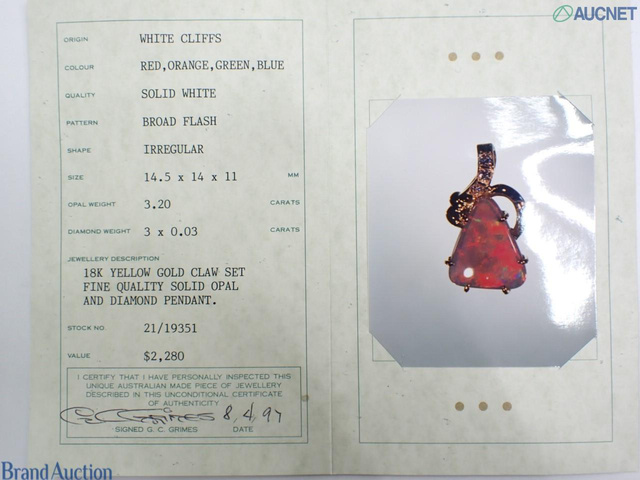 AUCNET
ORIGIN WHITE CLIFFS
COLOUR RED,ORANGE,GREEN,BLUE
QUALITY SOLID WHITE
PATTERN BROAD FLASH
SHAPE IRREGULAR
SIZE 14.5 x 14 x 11 MM
OPAL WEIGHT 3.20 CARATS
DIAMOND WEIGHT 3 x 0.03 CARATS
JEWELLERY DESCRIPTION
18K YELLOW GOLD CLAW SET
FINE QUALITY SOLID OPAL
AND DIAMOND PENDANT.
STOCK NO 21/19351
VALUE $2,280
I CERTIFY THAT I HAVE PERSONALLY INSPECTED THIS
UNIQUE AUSTRALIAN MADE PIECE OF JEWELLERY
DESCRIBED IN THIS UNCONDITIONAL CERTIFICATE
OF AUTHENTICITY
GRIMES 8/4/97
SIGNED G. C. GRIMES DATE
Brand Auction